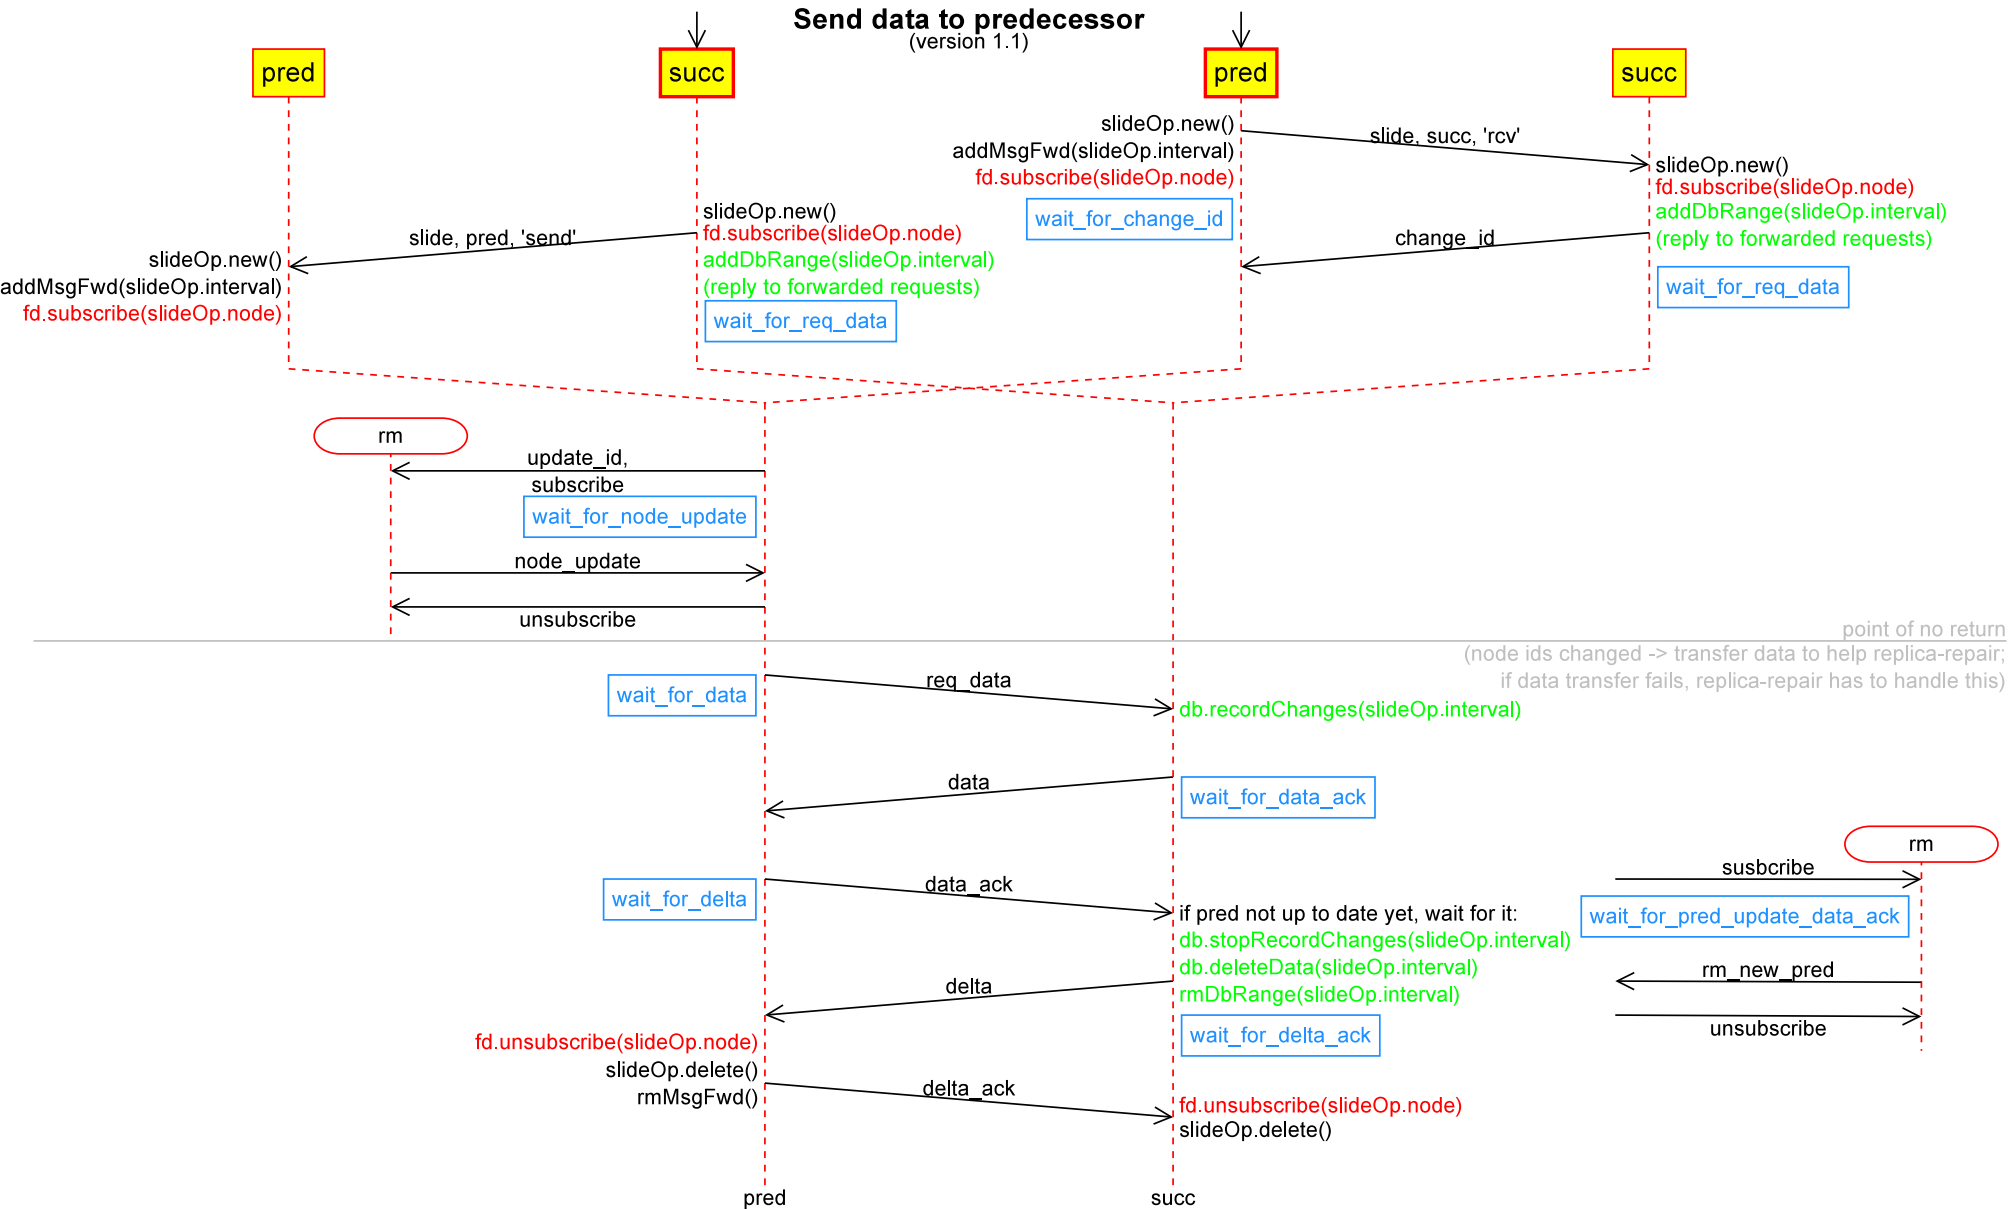 Send data to predecessor
(version 1.1)
pred
succ
pred
succ
slideOp.new()
addMsgFwd(slideOp.interval)
fd.subscribe(slideOp.node)
wait_for_change_id
slide, succ, 'rcv'
slideOp.new()
fd.subscribe(slideOp.node)
addDbRange(slideOp.interval)
(reply to forwarded requests)
wait_for_req_data
change_id
slideOp.new()
fd.subscribe(slideOp.node)
addDbRange(slideOp.interval)
(reply to forwarded requests)
wait_for_req_data
slide, pred, 'send'
slideOp.new()
addMsgFwd(slideOp.interval)
fd.subscribe(slideOp.node)
rm
update_id,
subscribe
wait_for_node_update
node_update
unsubscribe
point of no return
(node ids changed -> transfer data to help replica-repair;
if data transfer fails, replica-repair has to handle this)
wait_for_data
req_data
db.recordChanges(slideOp.interval)
data
wait_for_data_ack
rm
wait_for_delta
data_ack
susbcribe
if pred not up to date yet, wait for it:
wait_for_pred_update_data_ack
db.stopRecordChanges(slideOp.interval)
db.deleteData(slideOp.interval)
rm_new_pred
rmDbRange(slideOp.interval)
delta
wait_for_delta_ack
unsubscribe
fd.unsubscribe(slideOp.node)
slideOp.delete()
rmMsgFwd()
delta_ack
fd.unsubscribe(slideOp.node)
slideOp.delete()
pred
succ